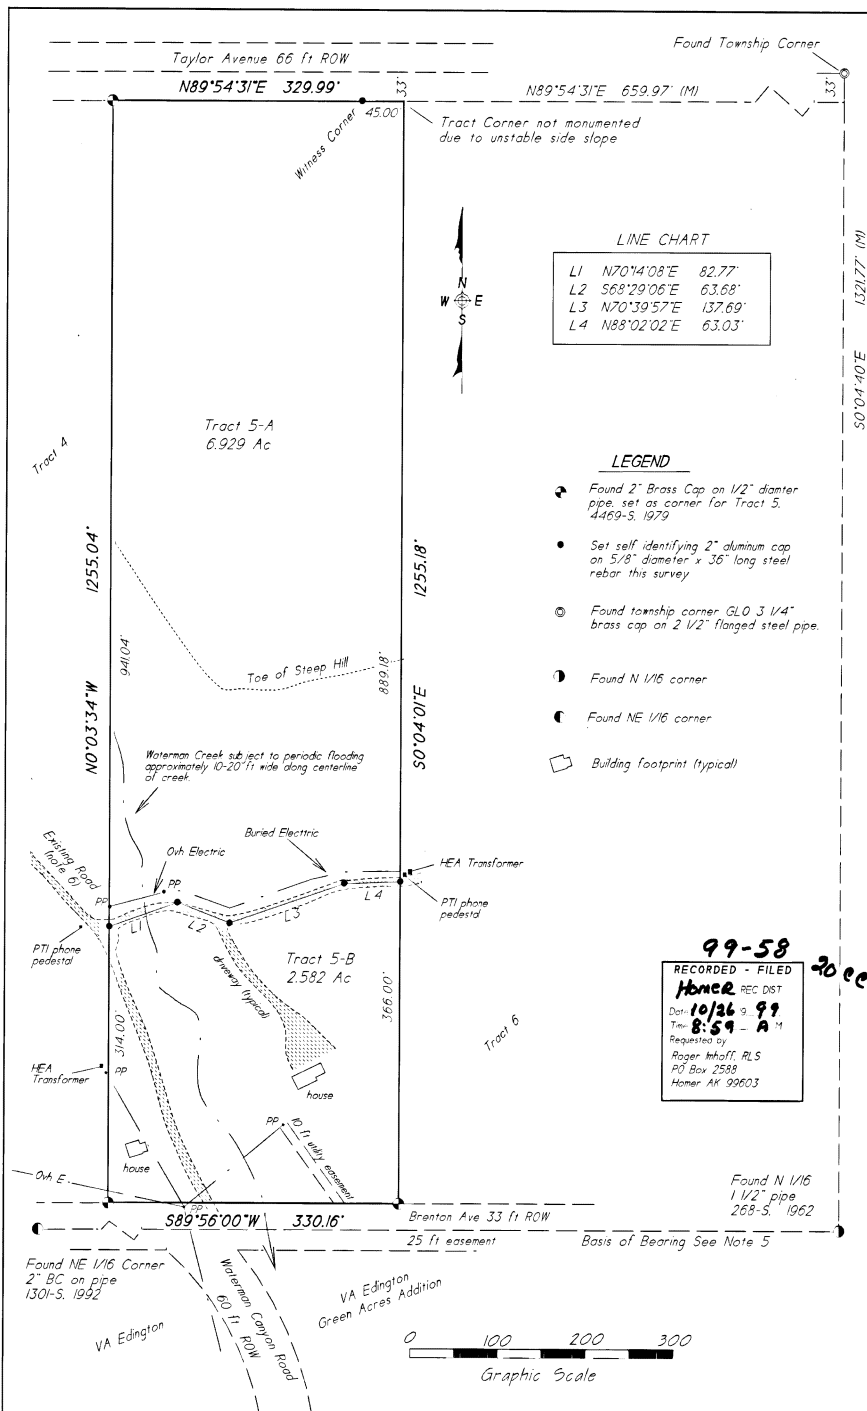 Found Township Corner
Taylor Avenue 66 ft ROW
N89°54'31"E 329.99'
33'
N89°54'31"E 659.97' (M)
33'
45.00'
Witness Corner
Tract Corner not monumented
due to unstable side slope
1321.77' (M)
S0°04'40"E
N
W E
S
LINE CHART
L1 N70°14'08"E 82.77'
L2 S68°29'06"E 63.68'
L3 N70°39'57"E 137.69'
L4 N88°02'02"E 63.03'
Tract 5-A
6.929 Ac
Tract 4
LEGEND
Found 2" Brass Cap on 1/2" diamter
pipe, set as corner for Tract 5,
4469-S, 1979
Set self identifying 2" aluminum cap
on 5/8" diameter x 36" long steel
rebar this survey
Found township corner GLO 3 1/4"
brass cap on 2 1/2" flanged steel pipe.
Found N 1/16 corner
Found NE 1/16 corner
Building footprint (typical)
1255.04'
N0°03'34"W
941.04'
1255.18'
S0°04'01"E
889.18'
Toe of Steep Hill
Waterman Creek subject to periodic flooding
approximately 10-20' ft wide along centerline
of creek.
Existing Road
(note 6)
Ovh Electric
Buried Electtric
PP
PP
HEA Transformer
PTI phone
pedestal
L1
L2
L3
L4
PTI phone
pedestal
driveway (typical)
Tract 5-B
2.582 Ac
366.00'
314.00'
Tract 6
99-58
20 cc
RECORDED - FILED
Homer REC DIST
Date 10/26 19 99
Time 8:59 A M
Requested by
Roger Imhoff, RLS
PO Box 2588
Homer AK 99603
HEA
Transformer
PP
house
house
PP
10 ft utility easement
Ovh E
PP
S89°56'00"W 330.16'
Brenton Ave 33 ft ROW
25 ft easement
Basis of Bearing See Note 5
Found N 1/16
1 1/2" pipe
268-S, 1962
Found NE 1/16 Corner
2" BC on pipe
1301-S, 1992
VA Edington
Waterman Canyon Road
60 ft ROW
VA Edington
Green Acres Addition
0 100 200 300
Graphic Scale